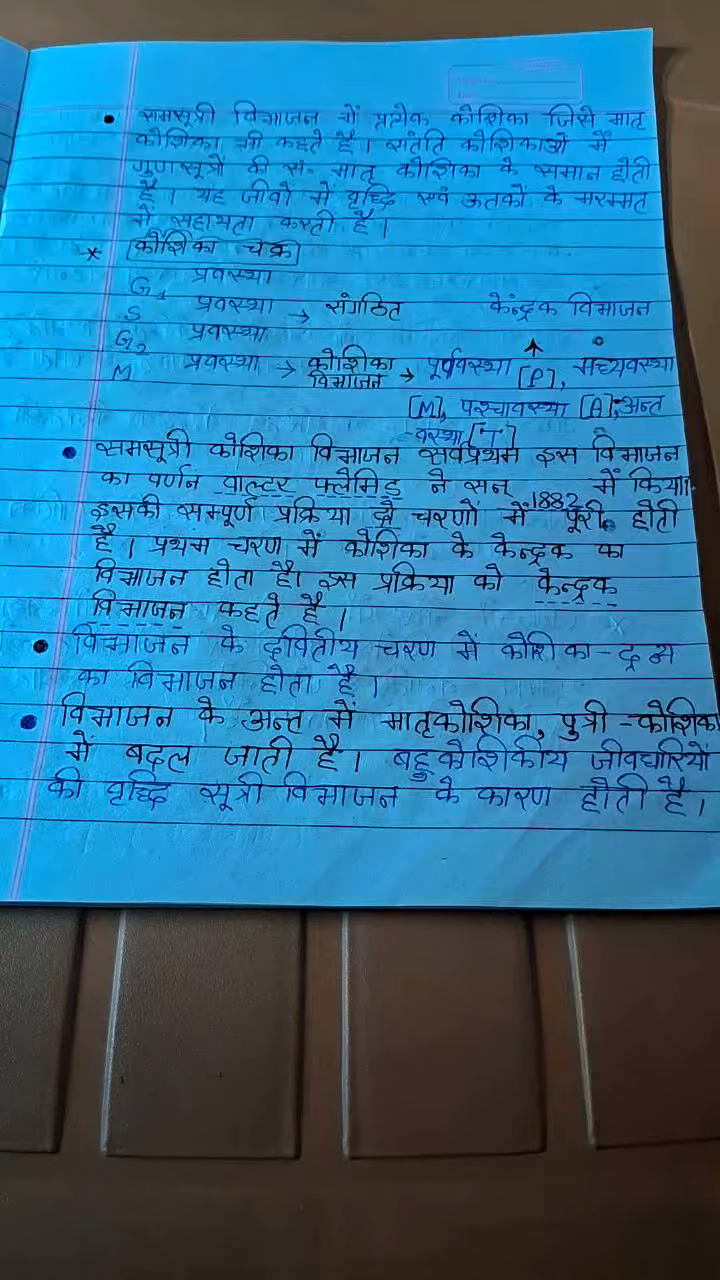 समसूत्री विभाजन में प्रत्येक कोशिका जिसे मातृ
कोशिका भी कहते है। संतति कोशिकाओ में
गुणसूत्रों की सं॰ मातृ कोशिका के समान होती
है। यह जीवों में वृद्धि एवं ऊतकों के मरम्मत
में सहायता करती है।
* [कोशिका चक्र]
G1 प्रवस्था
S प्रवस्था → संगठित केन्द्रक विभाजन
G2 प्रवस्था
M प्रवस्था → कोशिका विभाजन → पूर्ववस्था [P], मध्यवस्था
[M], पश्चावस्था [A], अन्त
वस्था [T]
समसूत्री कोशिका विभाजन सर्वप्रथम इस विभाजन
का वर्णन वाल्टर फ्लेमिड ने सन् 1882 में किया।
इसकी सम्पूर्ण प्रक्रिया दो चरणों में पूरी होती
है। प्रथम चरण में कोशिका के केन्द्रक का
विभाजन होता है। इस प्रक्रिया को केन्द्रक
विभाजन कहते है।
विभाजन के दवितीय चरण में कोशिका-द्रव्य
का विभाजन होता है।
विभाजन के अन्त में मातृकोशिका, पुत्री-कोशिका
में बदल जाती है। बहुकोशिकीय जीवधारियों
की वृद्धि सूत्री विभाजन के कारण होती है।